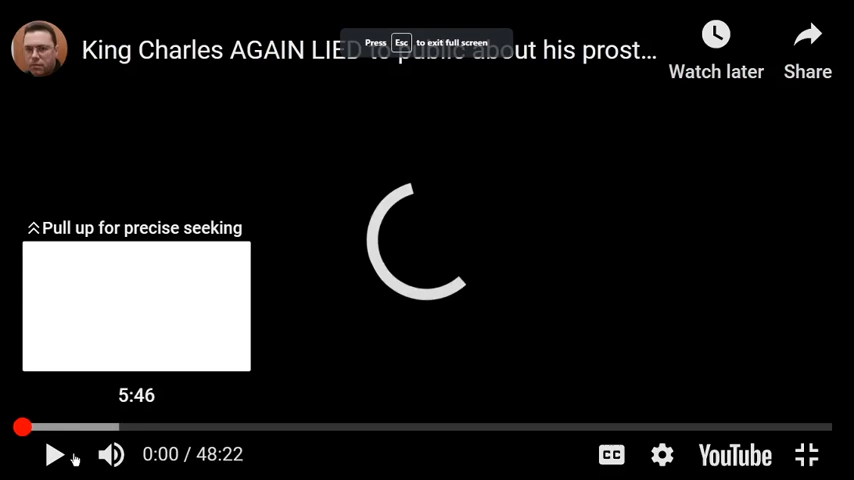 King Charles AGAIN LIED to public about his prost...
Press Esc to exit full screen
Watch later
Share
Pull up for precise seeking
5:46
0:00 / 48:22
CC
YouTube